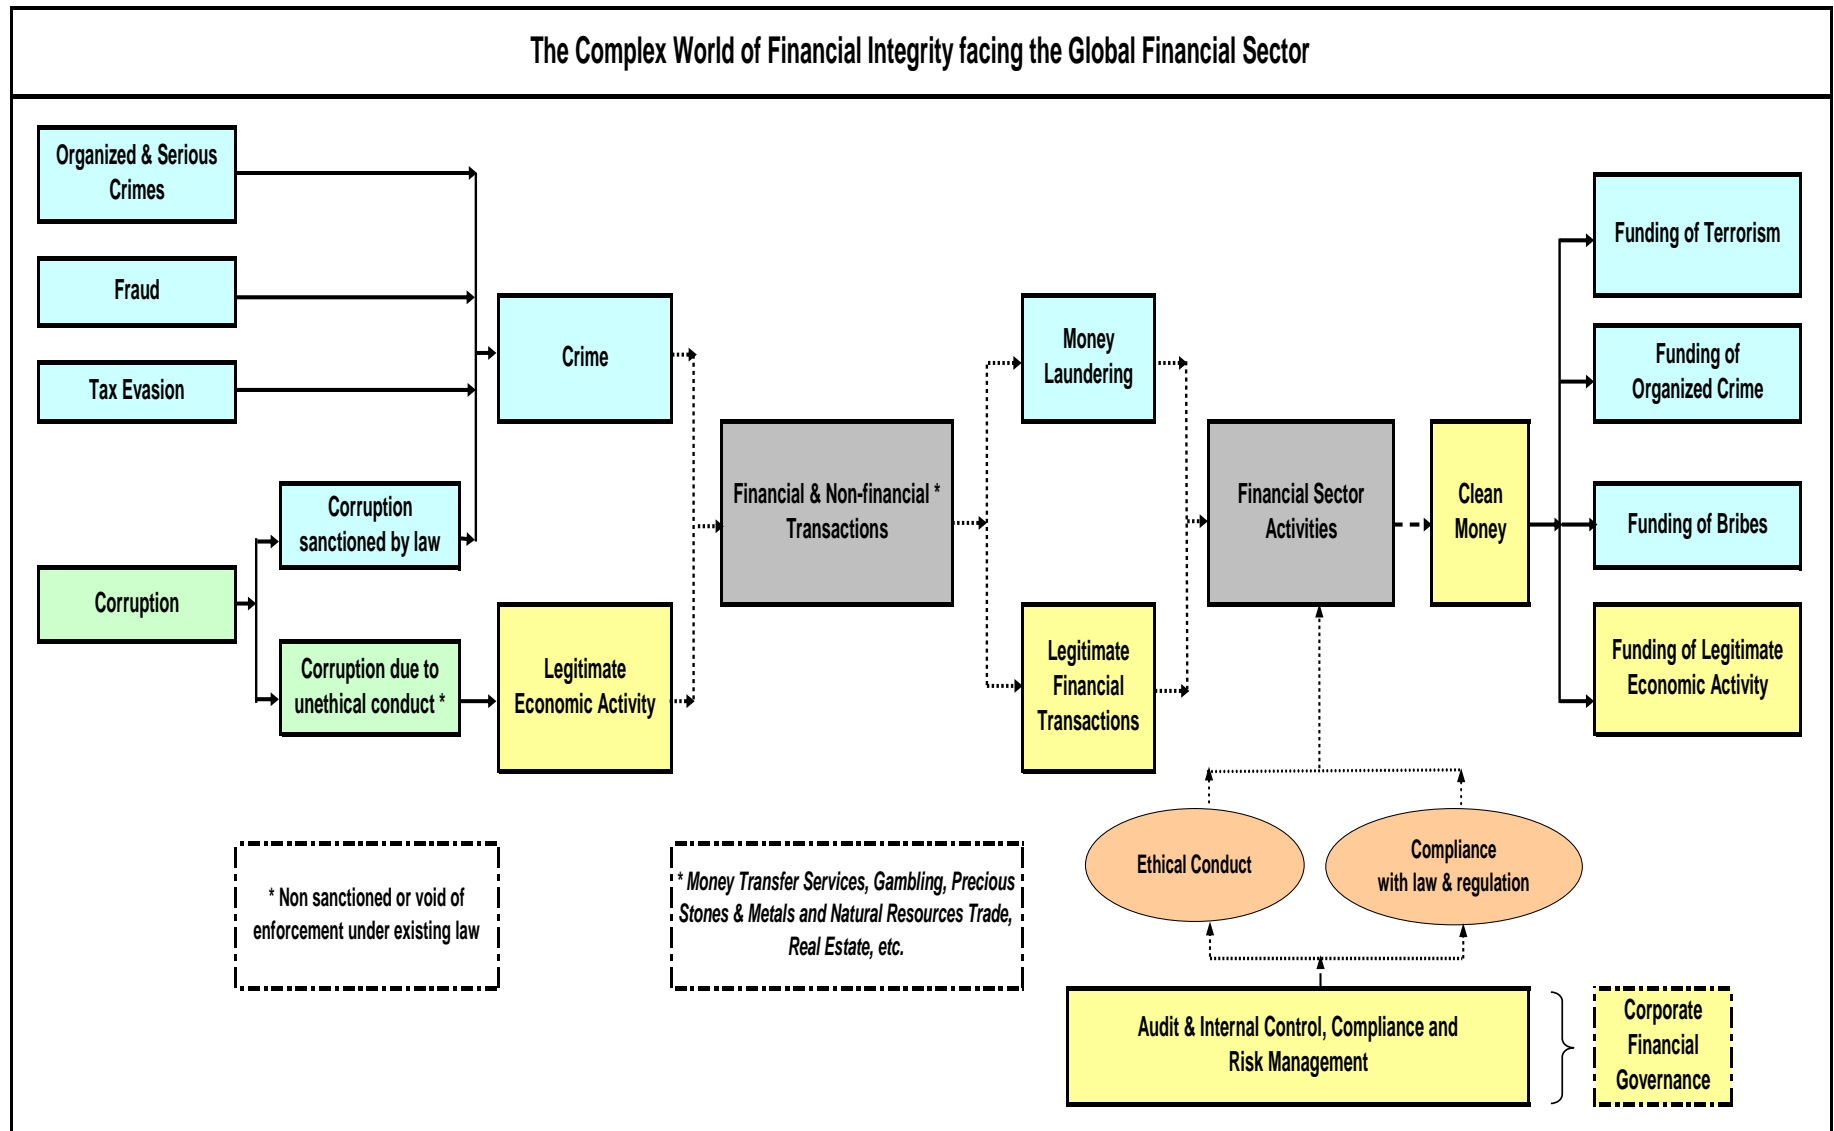 The Complex World of Financial Integrity facing the Global Financial Sector
Organized & Serious
Crimes
Fraud
Tax Evasion
Corruption
Corruption
sanctioned by law
Corruption due to
unethical conduct *
Crime
Legitimate
Economic Activity
Financial & Non-financial *
Transactions
Money
Laundering
Legitimate
Financial
Transactions
Financial Sector
Activities
Clean
Money
Funding of Terrorism
Funding of
Organized Crime
Funding of Bribes
Funding of Legitimate
Economic Activity
* Non sanctioned or void of
enforcement under existing law
* Money Transfer Services, Gambling, Precious
Stones & Metals and Natural Resources Trade,
Real Estate, etc.
Ethical Conduct
Compliance
with law & regulation
Audit & Internal Control, Compliance and
Risk Management
Corporate
Financial
Governance